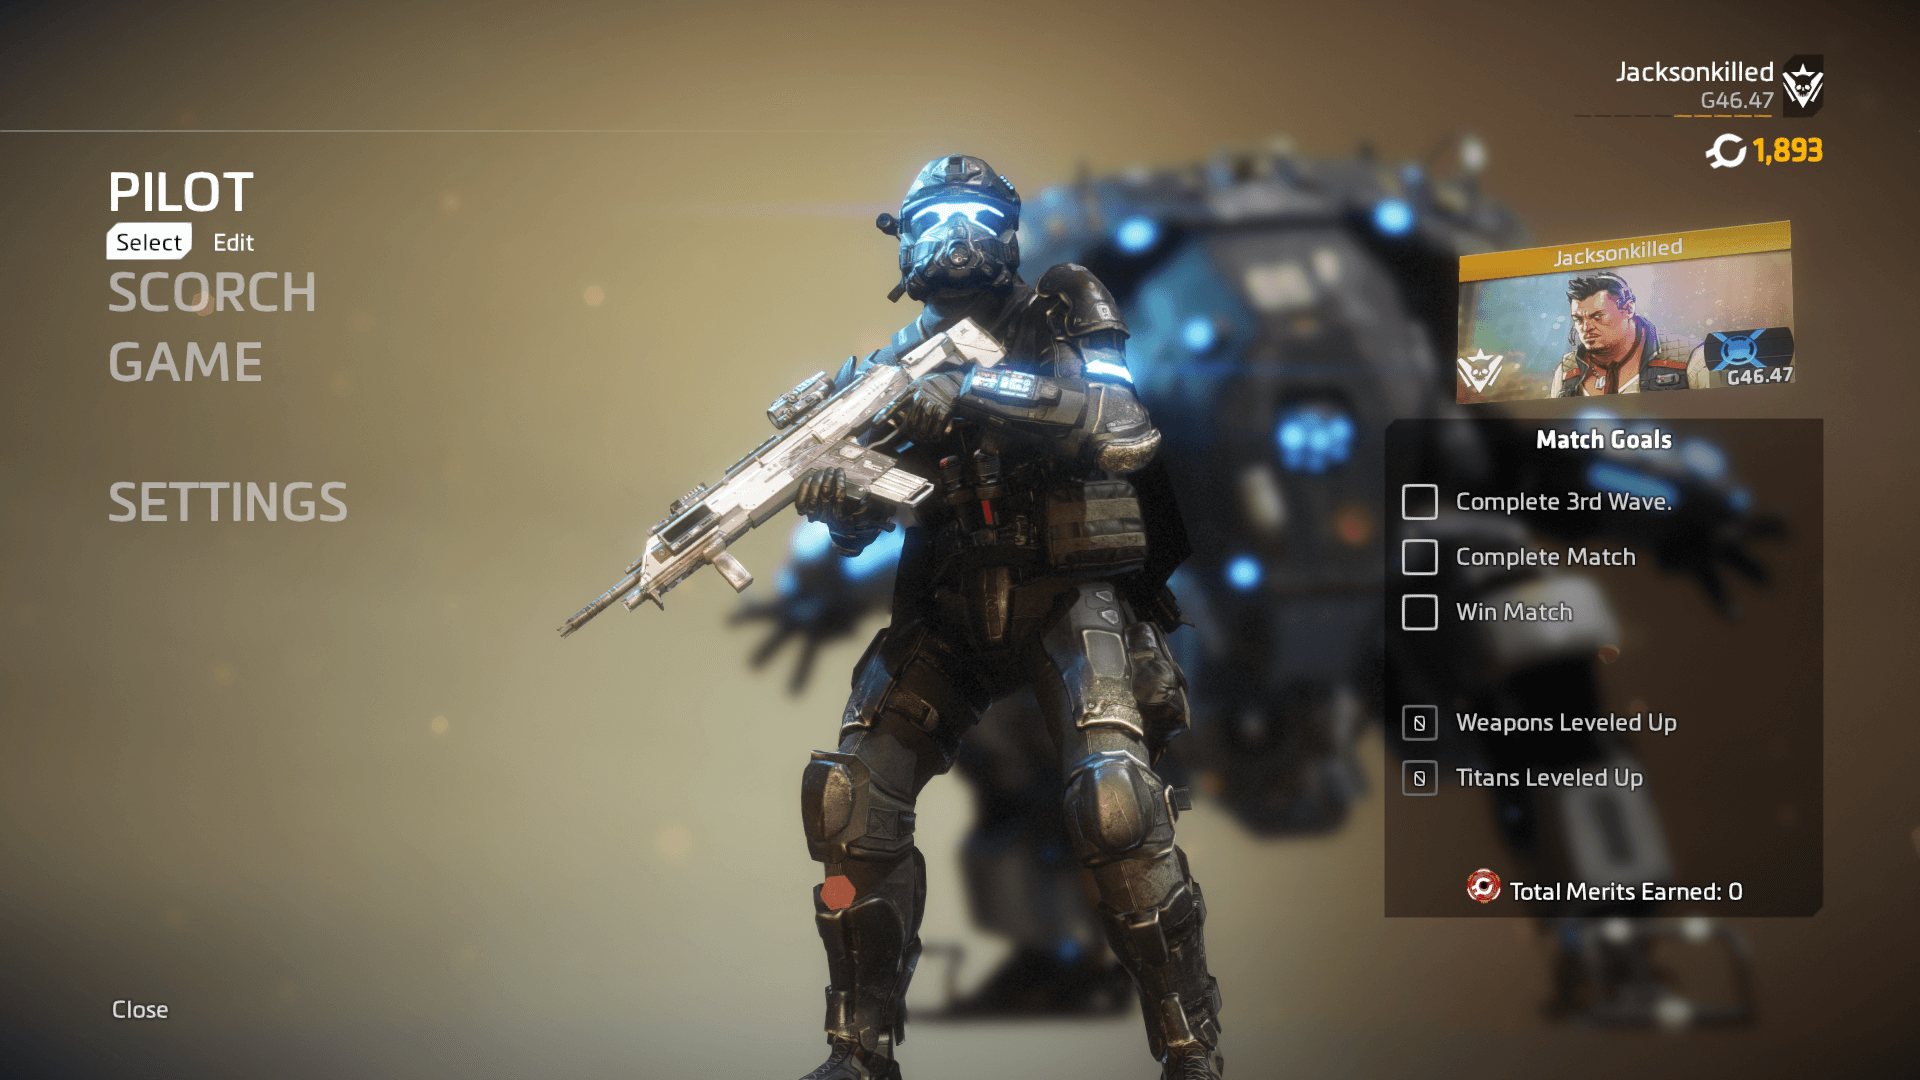 Jacksonkilled
G46.47
1,893
PILOT
Select Edit
SCORCH
GAME
SETTINGS
Jacksonkilled
G46.47
Match Goals
Complete 3rd Wave.
Complete Match
Win Match
0 Weapons Leveled Up
0 Titans Leveled Up
Total Merits Earned: 0
Close